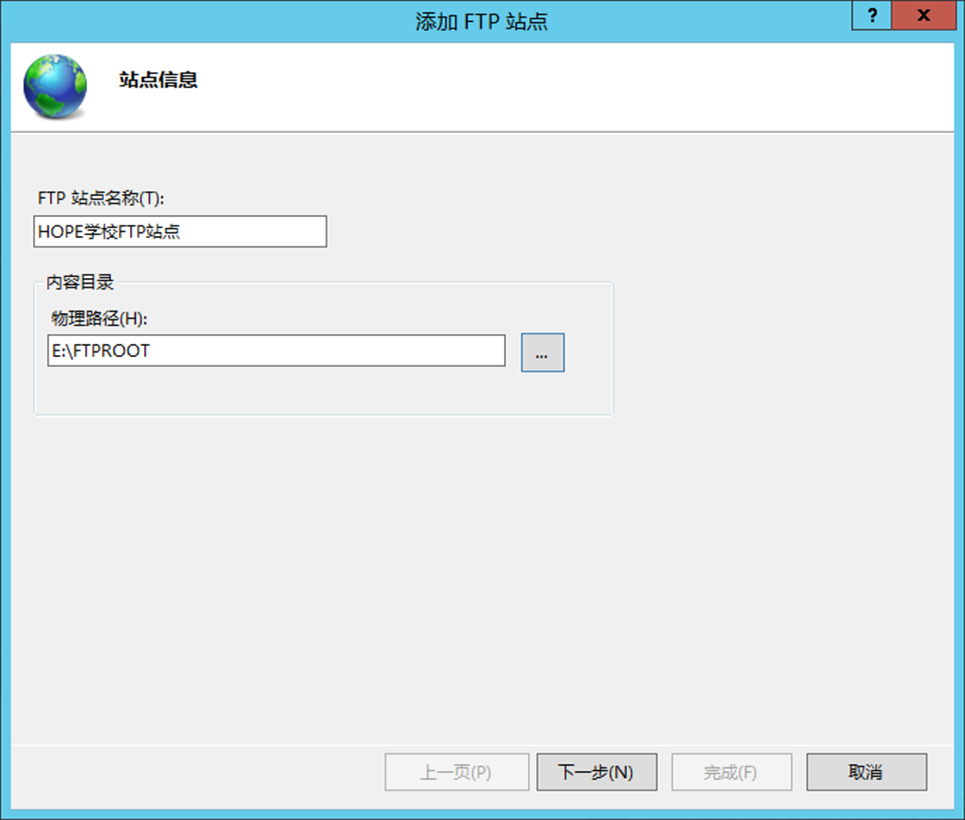 添加 FTP 站点
?
x
站点信息
FTP 站点名称(T):
HOPE学校FTP站点
内容目录
物理路径(H):
E:\FTPROOT
...
上一页(P) 下一步(N) 完成(F) 取消